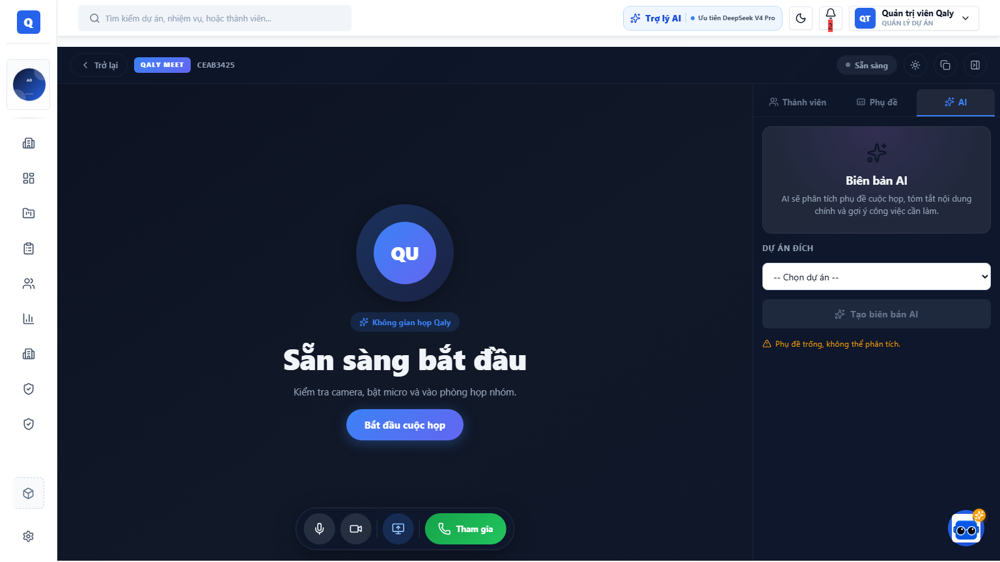 Q
Tìm kiếm dự án, nhiệm vụ, hoặc thành viên...
Trợ lý AI
Ưu tiên DeepSeek V4 Pro
2
QT
Quản trị viên Qaly
QUẢN LÝ DỰ ÁN
AD
Trở lại
QALY MEET
CEAB3425
Sẵn sàng
Thành viên
Phụ đề
AI
Biên bản AI
AI sẽ phân tích phụ đề cuộc họp, tóm tắt nội dung
chính và gợi ý công việc cần làm.
DỰ ÁN ĐÍCH
-- Chọn dự án --
Tạo biên bản AI
Phụ đề trống, không thể phân tích.
QU
Không gian họp Qaly
Sẵn sàng bắt đầu
Kiểm tra camera, bật micro và vào phòng họp nhóm.
Bắt đầu cuộc họp
Tham gia